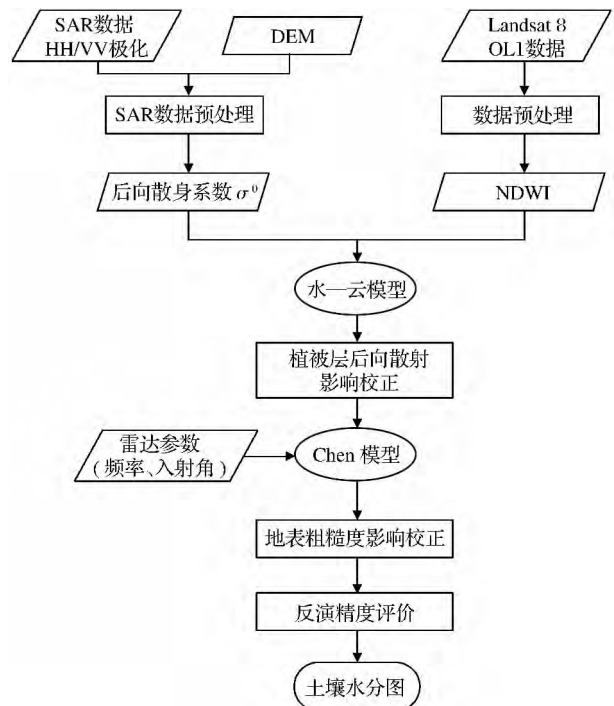 SAR数据
HH/VV极化
DEM
Landsat 8
OL1数据
SAR数据预处理
数据预处理
后向散身系数 σ⁰
NDWI
水—云模型
植被层后向散射
影响校正
雷达参数
(频率、入射角)
Chen 模型
地表粗糙度影响校正
反演精度评价
土壤水分图